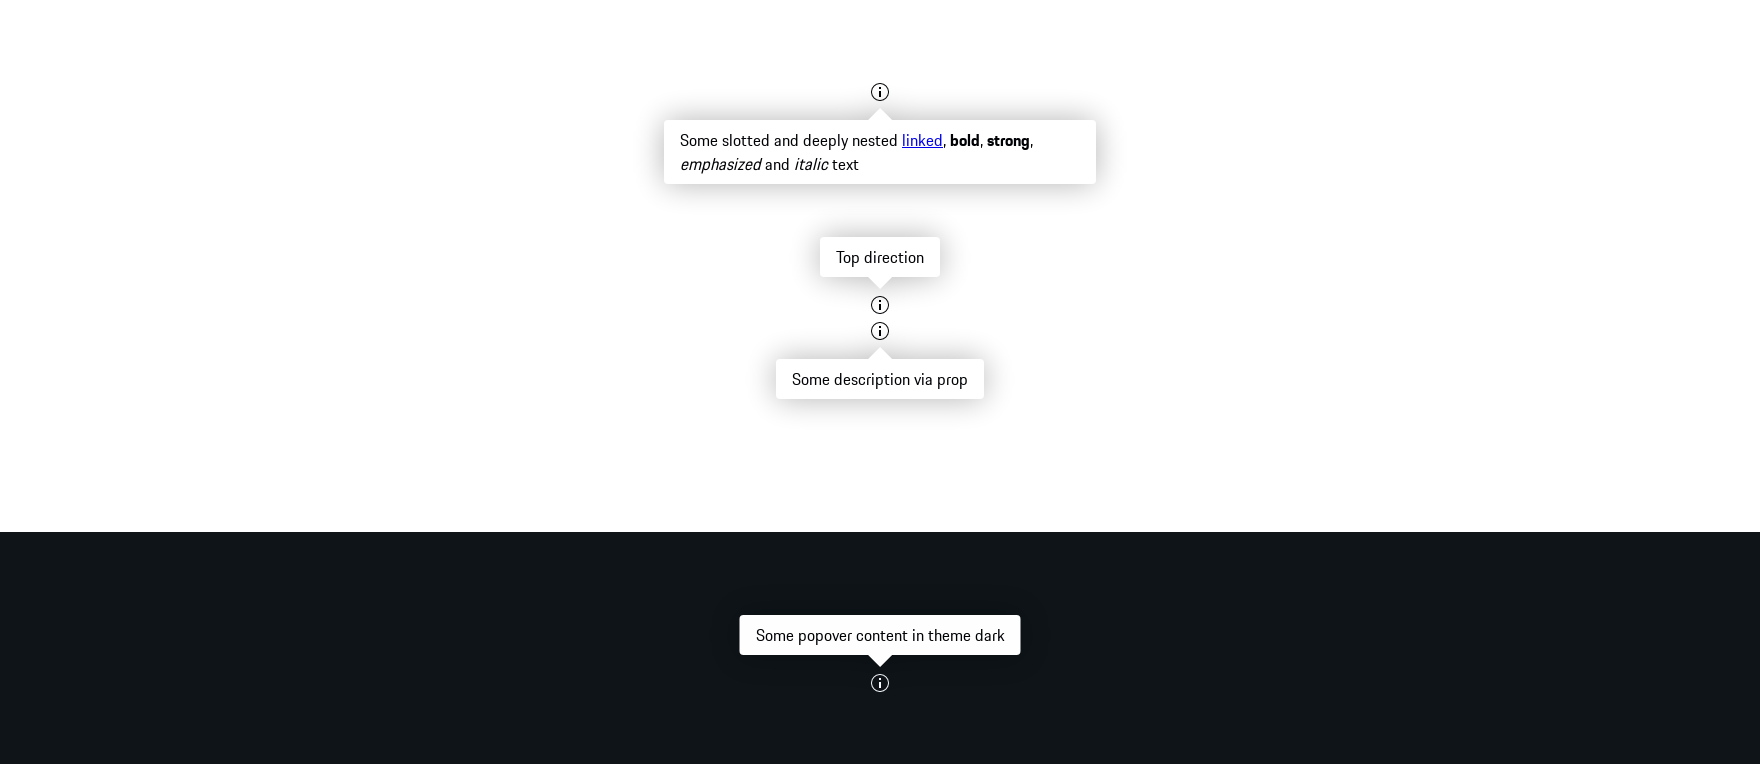 Some slotted and deeply nested linked, bold, strong,
emphasized and italic text
Top direction
Some description via prop
Some popover content in theme dark